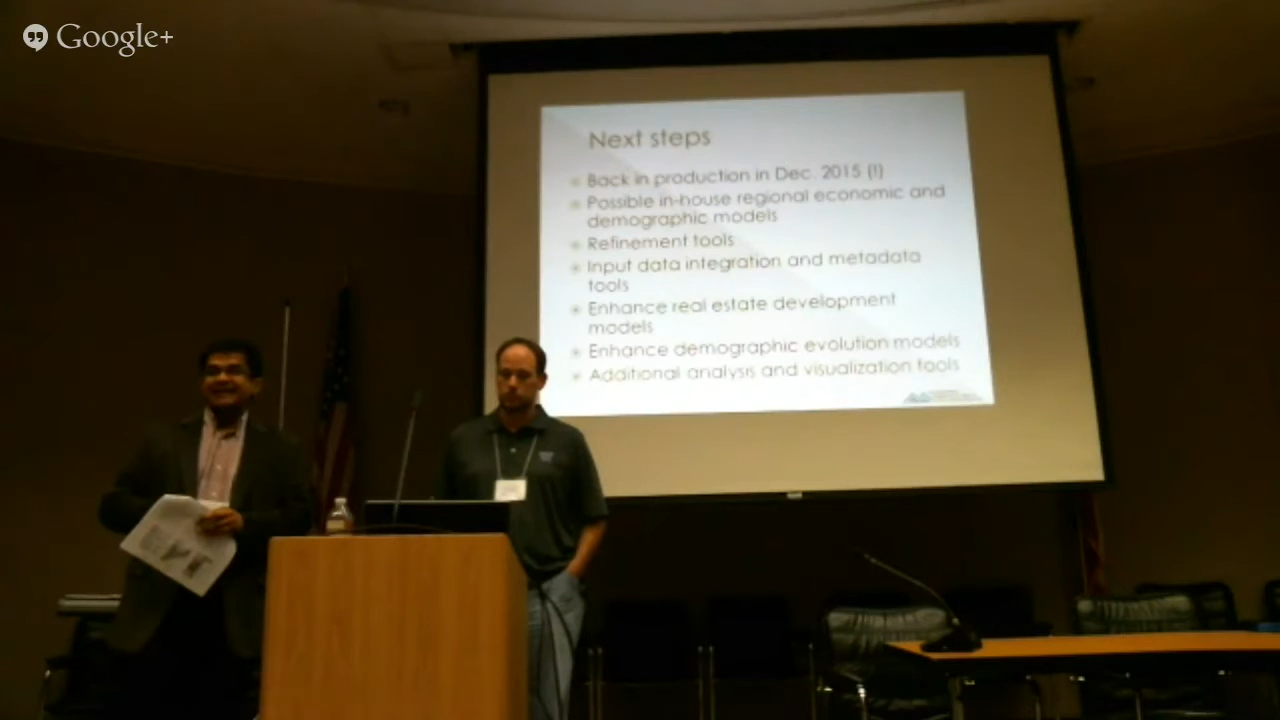 Google+
Next steps
Back in production in Dec. 2015 (!)
Possible in-house regional economic and
demographic models
Refinement tools
Input data integration and metadata
tools
Enhance real estate development
models
Enhance demographic evolution models
Additional analysis and visualization tools